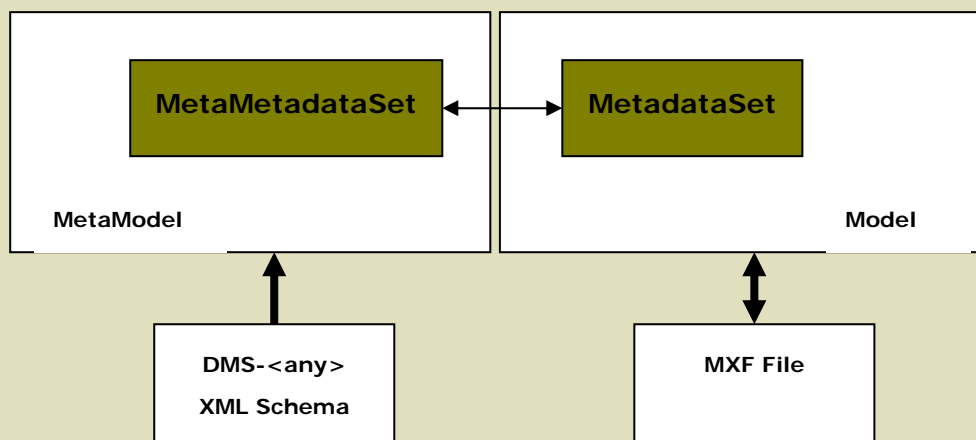 MetaMetadataSet
MetadataSet
MetaModel
Model
DMS-<any>
XML Schema
MXF File